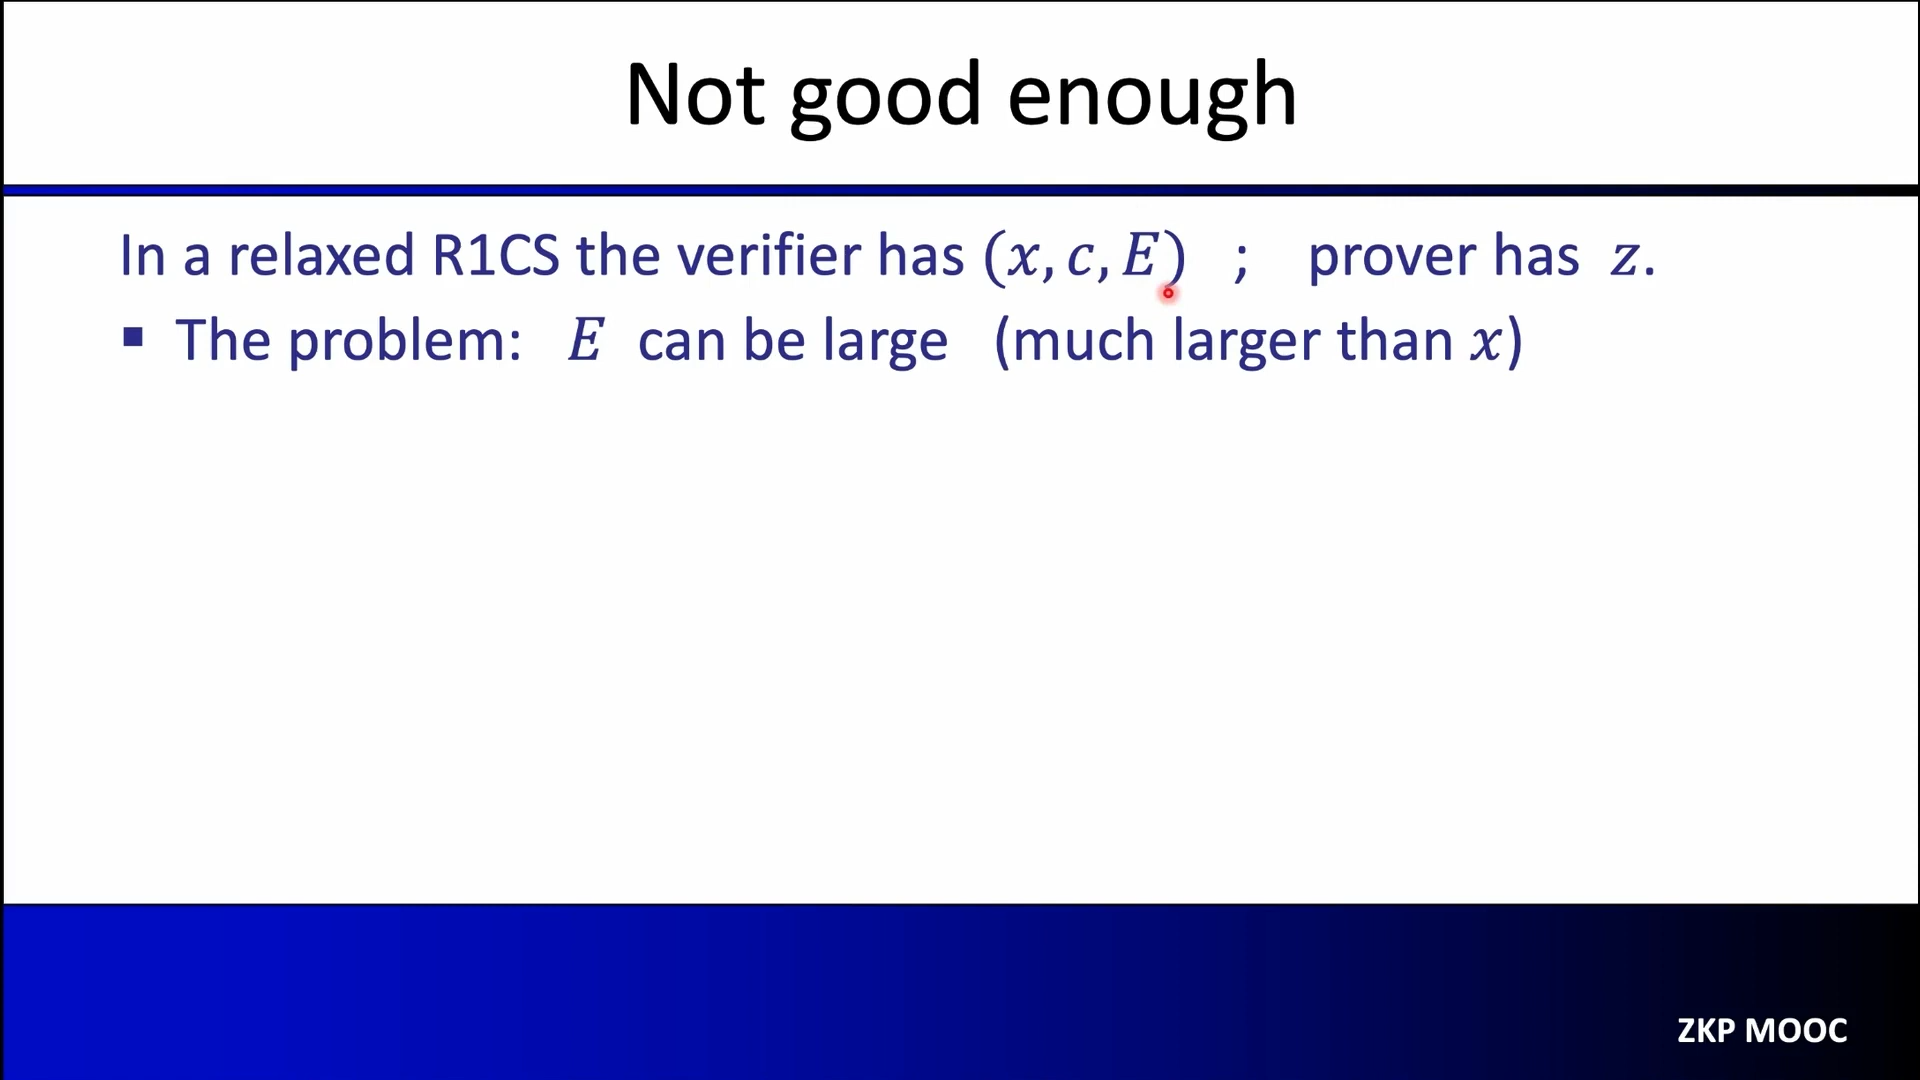 Not good enough
In a relaxed R1CS the verifier has (x, c, E) ; prover has z.
▪ The problem: E can be large (much larger than x)
ZKP MOOC